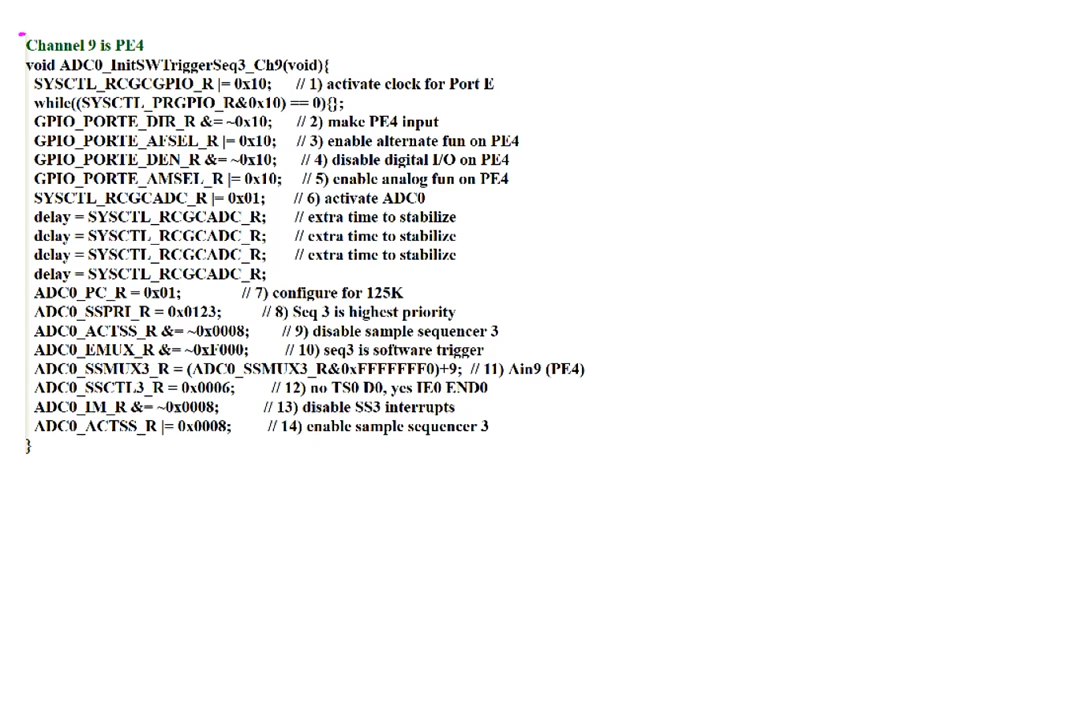 Channel 9 is PE4
void ADC0_InitSWTriggerSeq3_Ch9(void){
SYSCTL_RCGCGPIO_R |= 0x10; // 1) activate clock for Port E
while((SYSCTL_PRGPIO_R&0x10) == 0){};
GPIO_PORTE_DIR_R &= ~0x10; // 2) make PE4 input
GPIO_PORTE_AFSEL_R |= 0x10; // 3) enable alternate fun on PE4
GPIO_PORTE_DEN_R &= ~0x10; // 4) disable digital I/O on PE4
GPIO_PORTE_AMSEL_R |= 0x10; // 5) enable analog fun on PE4
SYSCTL_RCGCADC_R |= 0x01; // 6) activate ADC0
delay = SYSCTL_RCGCADC_R; // extra time to stabilize
delay = SYSCTL_RCGCADC_R; // extra time to stabilize
delay = SYSCTL_RCGCADC_R; // extra time to stabilize
delay = SYSCTL_RCGCADC_R;
ADC0_PC_R = 0x01; // 7) configure for 125K
ADC0_SSPRI_R = 0x0123; // 8) Seq 3 is highest priority
ADC0_ACTSS_R &= ~0x0008; // 9) disable sample sequencer 3
ADC0_EMUX_R &= ~0xF000; // 10) seq3 is software trigger
ADC0_SSMUX3_R = (ADC0_SSMUX3_R&0xFFFFFFF0)+9; // 11) Ain9 (PE4)
ADC0_SSCTL3_R = 0x0006; // 12) no TS0 D0, yes IE0 END0
ADC0_IM_R &= ~0x0008; // 13) disable SS3 interrupts
ADC0_ACTSS_R |= 0x0008; // 14) enable sample sequencer 3
}